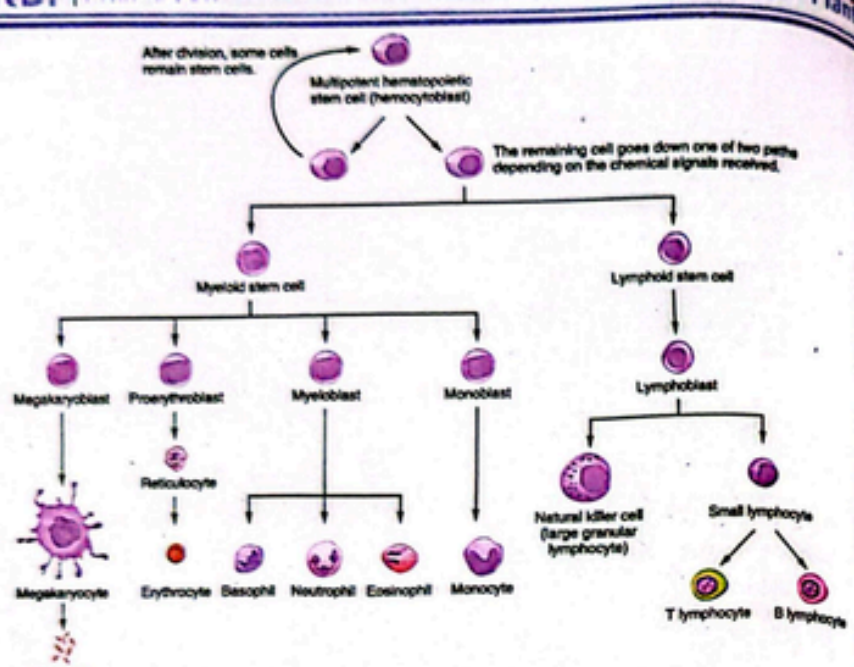 After division, some cells
remain stem cells.
Multipotent hematopoietic
stem cell (hemocytoblast)
The remaining cell goes down one of two paths
depending on the chemical signals received.
Myeloid stem cell
Lymphoid stem cell
Megakaryoblast
Proerythroblast
Myeloblast
Monoblast
Lymphoblast
Reticulocyte
Natural killer cell
(large granular
lymphocyte)
Small lymphocyte
Megakaryocyte
Erythrocyte
Basophil
Neutrophil
Eosinophil
Monocyte
T lymphocyte
B lymphocyte